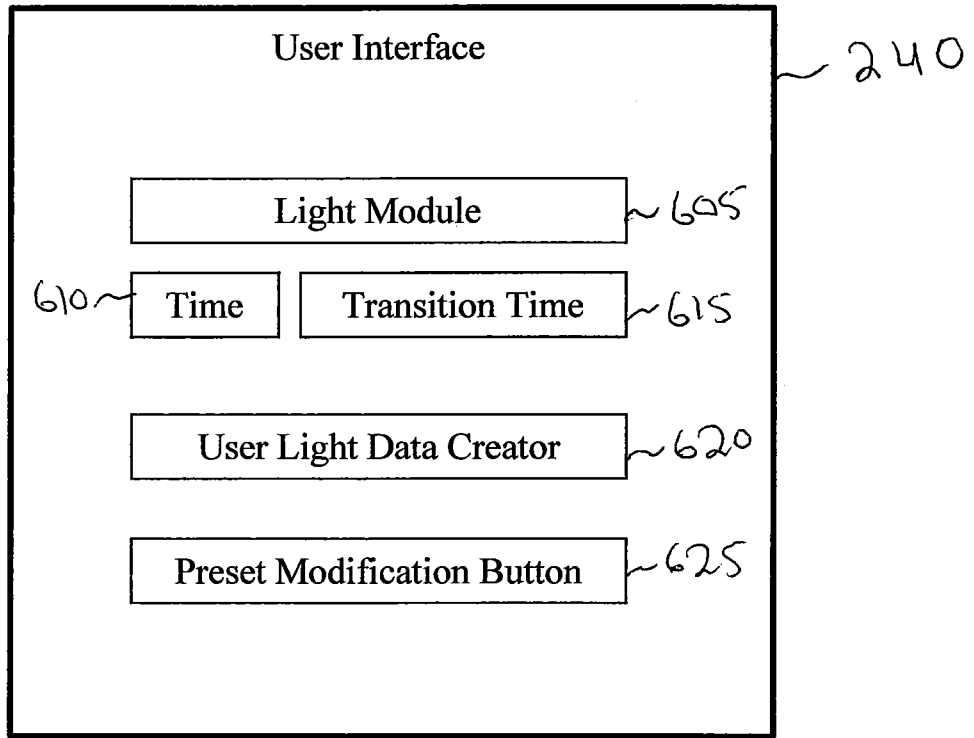 User Interface
240
Light Module 605
610 Time Transition Time 615
User Light Data Creator 620
Preset Modification Button 625